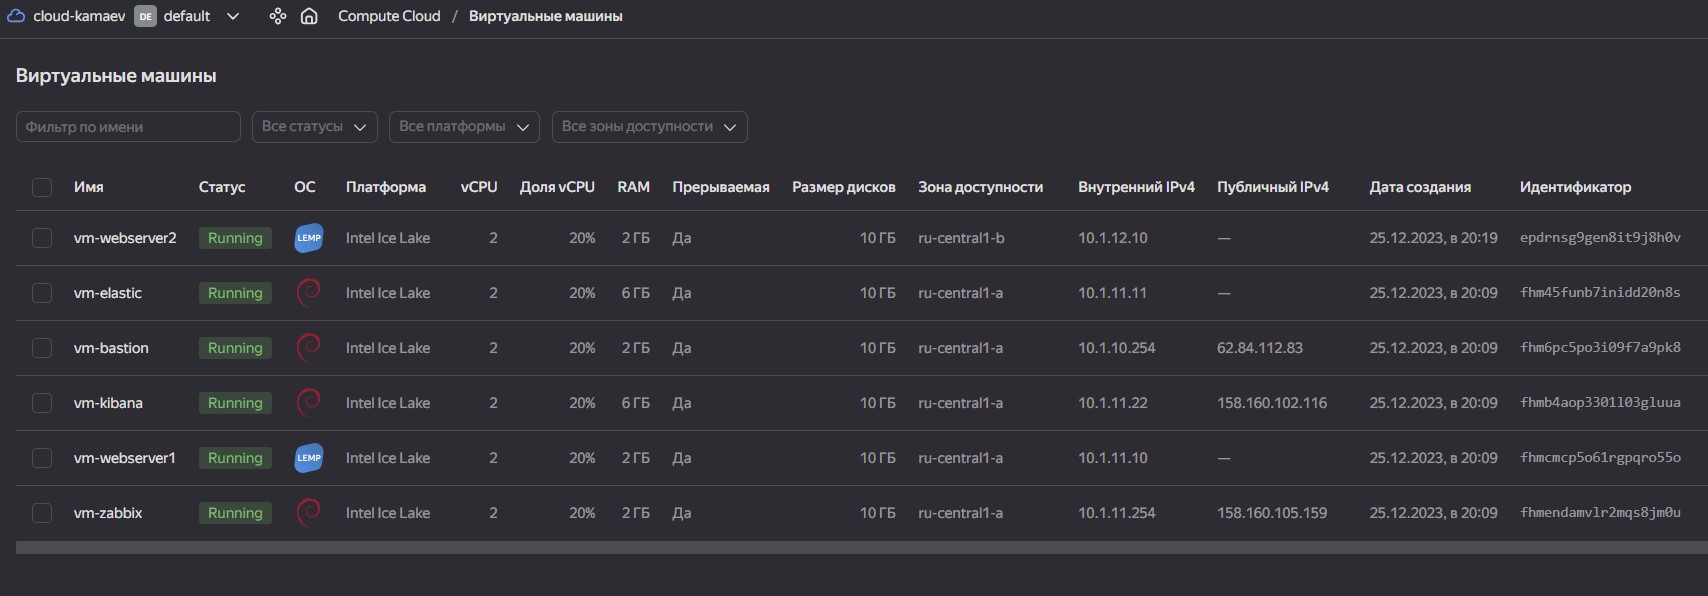 cloud-kamaev DE default Compute Cloud / Виртуальные машины
Виртуальные машины
Фильтр по имени Все статусы Все платформы Все зоны доступности
Имя Статус ОС Платформа vCPU Доля vCPU RAM Прерываемая Размер дисков Зона доступности Внутренний IPv4 Публичный IPv4 Дата создания Идентификатор
vm-webserver2 Running LEMP Intel Ice Lake 2 20% 2 ГБ Да 10 ГБ ru-central1-b 10.1.12.10 — 25.12.2023, в 20:19 epdrnsg9gen8it9j8h0v
vm-elastic Running Intel Ice Lake 2 20% 6 ГБ Да 10 ГБ ru-central1-a 10.1.11.11 — 25.12.2023, в 20:09 fhm45funb7inidd20n8s
vm-bastion Running Intel Ice Lake 2 20% 2 ГБ Да 10 ГБ ru-central1-a 10.1.10.254 62.84.112.83 25.12.2023, в 20:09 fhm6pc5po3i09f7a9pk8
vm-kibana Running Intel Ice Lake 2 20% 6 ГБ Да 10 ГБ ru-central1-a 10.1.11.22 158.160.102.116 25.12.2023, в 20:09 fhmb4aop3301l03gluua
vm-webserver1 Running LEMP Intel Ice Lake 2 20% 2 ГБ Да 10 ГБ ru-central1-a 10.1.11.10 — 25.12.2023, в 20:09 fhmcmcp5o61rgpqro55o
vm-zabbix Running Intel Ice Lake 2 20% 2 ГБ Да 10 ГБ ru-central1-a 10.1.11.254 158.160.105.159 25.12.2023, в 20:09 fhmendamvlr2mqs8jm0u